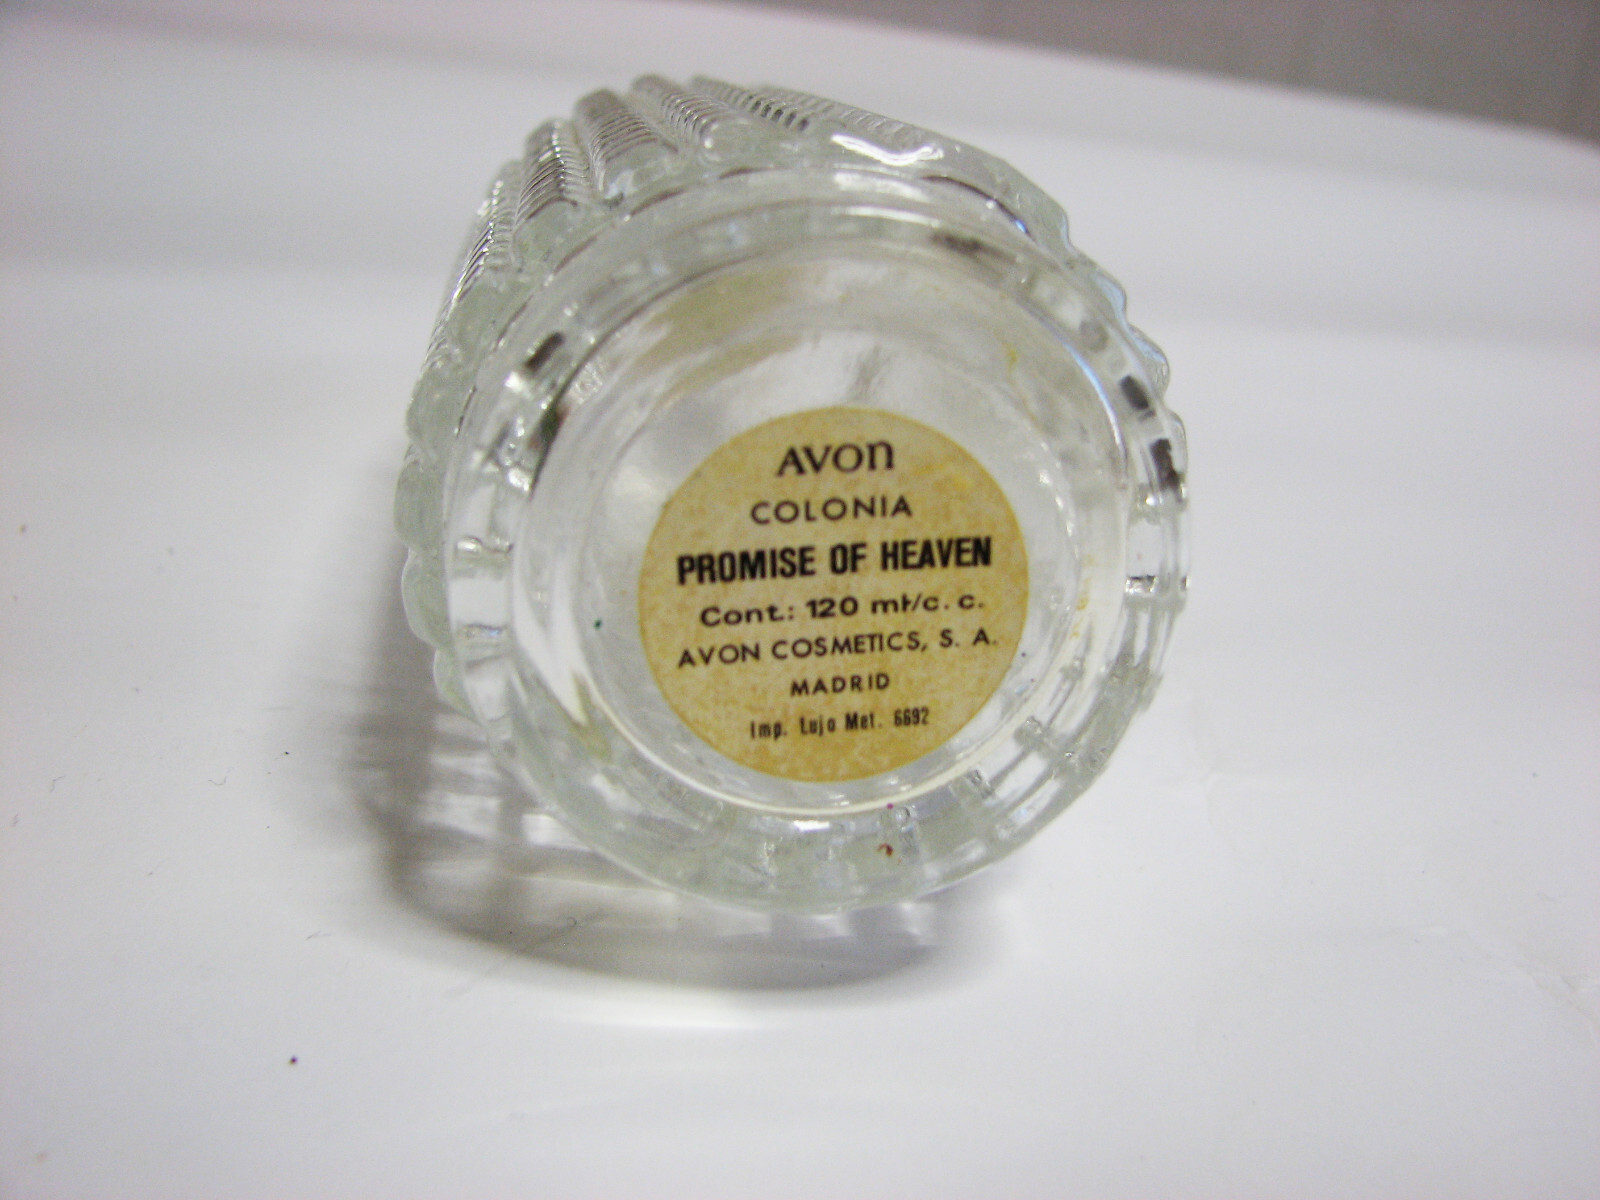 AVON
COLONIA
PROMISE OF HEAVEN
Cont.: 120 ml/c. c.
AVON COSMETICS, S. A.
MADRID
Imp. Lujo Met. 6692